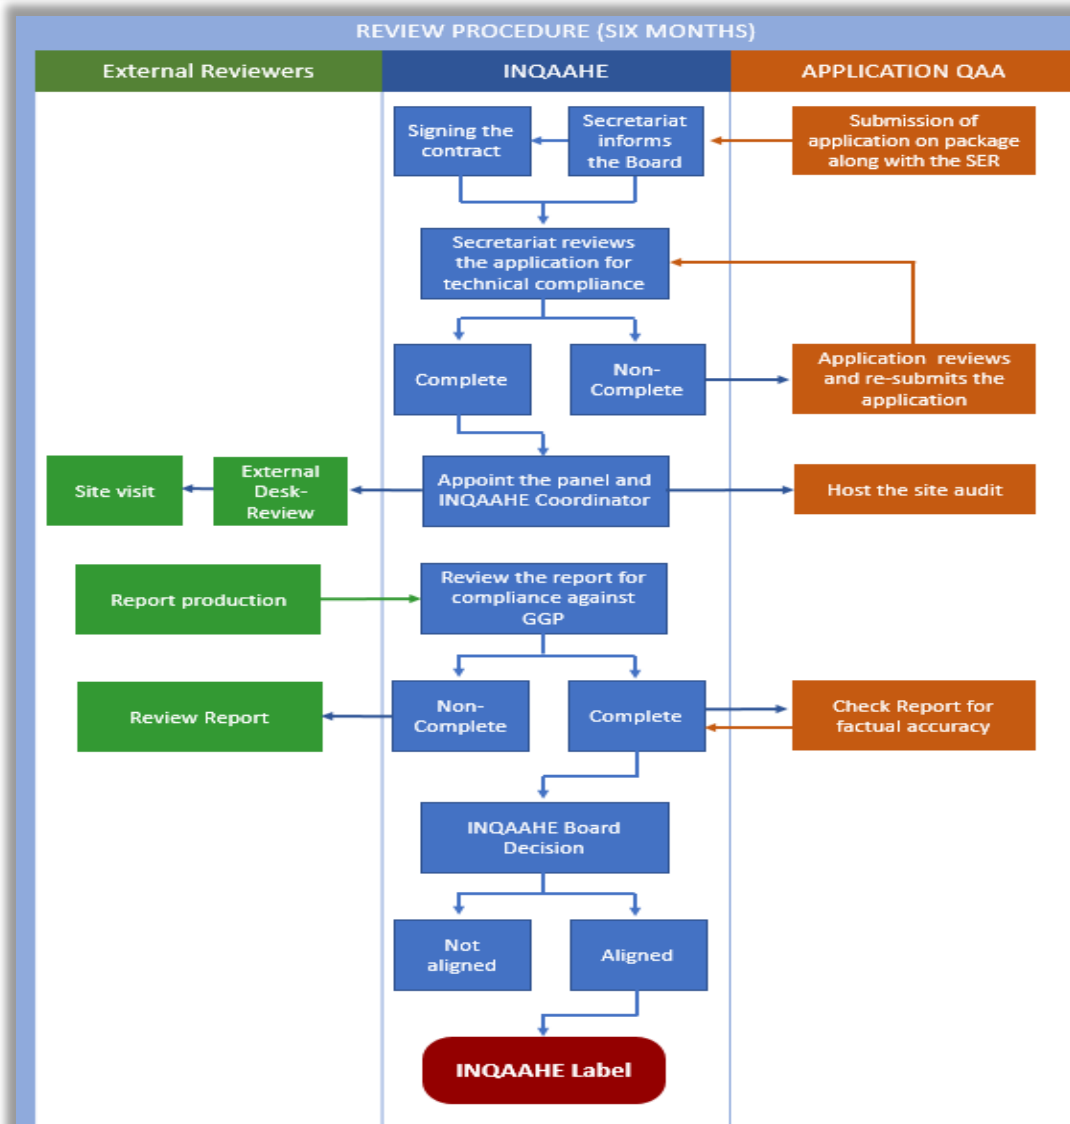 REVIEW PROCEDURE (SIX MONTHS)
External Reviewers
INQAAHE
APPLICATION QAA
Signing the
contract
Secretariat
informs
the Board
Submission of
application on package
along with the SER
Secretariat reviews
the application for
technical compliance
Complete
Non-
Complete
Application reviews
and re-submits the
application
Site visit
External
Desk-
Review
Appoint the panel and
INQAAHE Coordinator
Host the site audit
Report production
Review the report for
compliance against
GGP
Review Report
Non-
Complete
Complete
Check Report for
factual accuracy
INQAAHE Board
Decision
Not
aligned
Aligned
INQAAHE Label